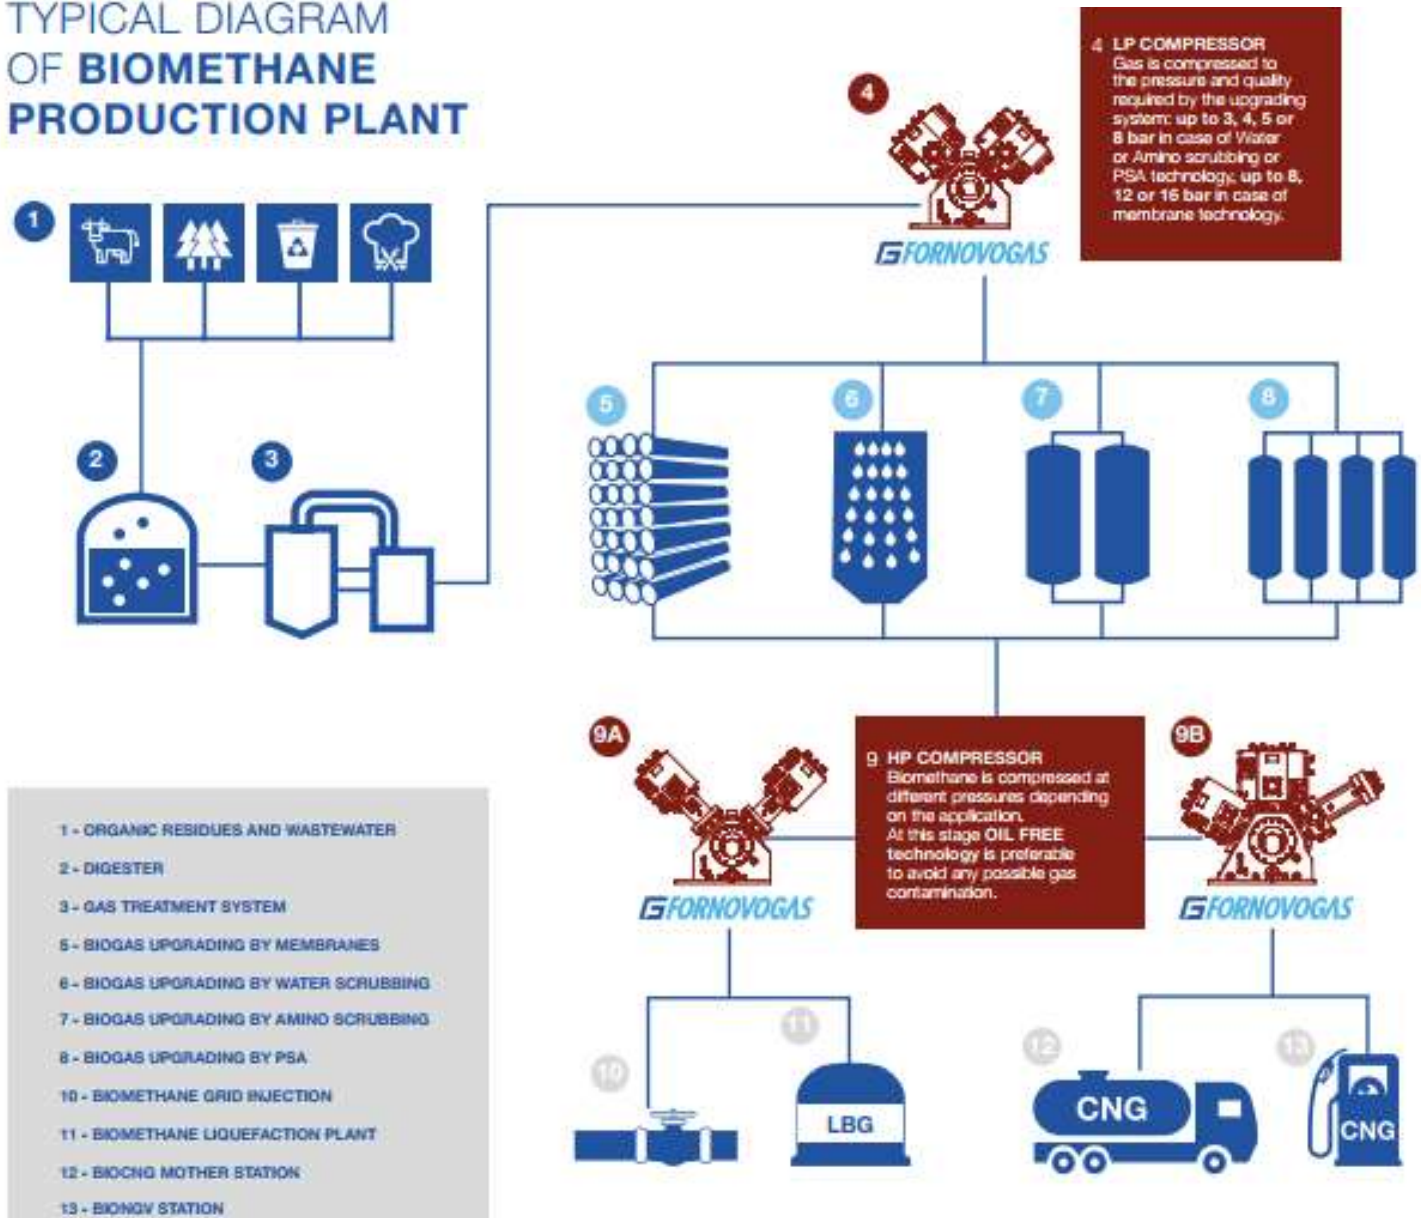 TYPICAL DIAGRAM
OF BIOMETHANE
PRODUCTION PLANT
4 LP COMPRESSOR
Gas is compressed to
the pressure and quality
required by the upgrading
system: up to 3, 4, 5 or
8 bar in case of Water
or Amino scrubbing or
PSA technology, up to 8,
12 or 16 bar in case of
membrane technology.
4
FORNOVOGAS
1
2
3
5
6
7
8
9A
9 HP COMPRESSOR
Biomethane is compressed at
different pressures depending
on the application.
At this stage OIL FREE
technology is preferable
to avoid any possible gas
contamination.
9B
FORNOVOGAS
FORNOVOGAS
1 - ORGANIC RESIDUES AND WASTEWATER
2 - DIGESTER
3 - GAS TREATMENT SYSTEM
5 - BIOGAS UPGRADING BY MEMBRANES
6 - BIOGAS UPGRADING BY WATER SCRUBBING
7 - BIOGAS UPGRADING BY AMINO SCRUBBING
8 - BIOGAS UPGRADING BY PSA
10 - BIOMETHANE GRID INJECTION
11 - BIOMETHANE LIQUEFACTION PLANT
12 - BIOCNG MOTHER STATION
13 - BIONGV STATION
10
11
LBG
12
CNG
13
CNG